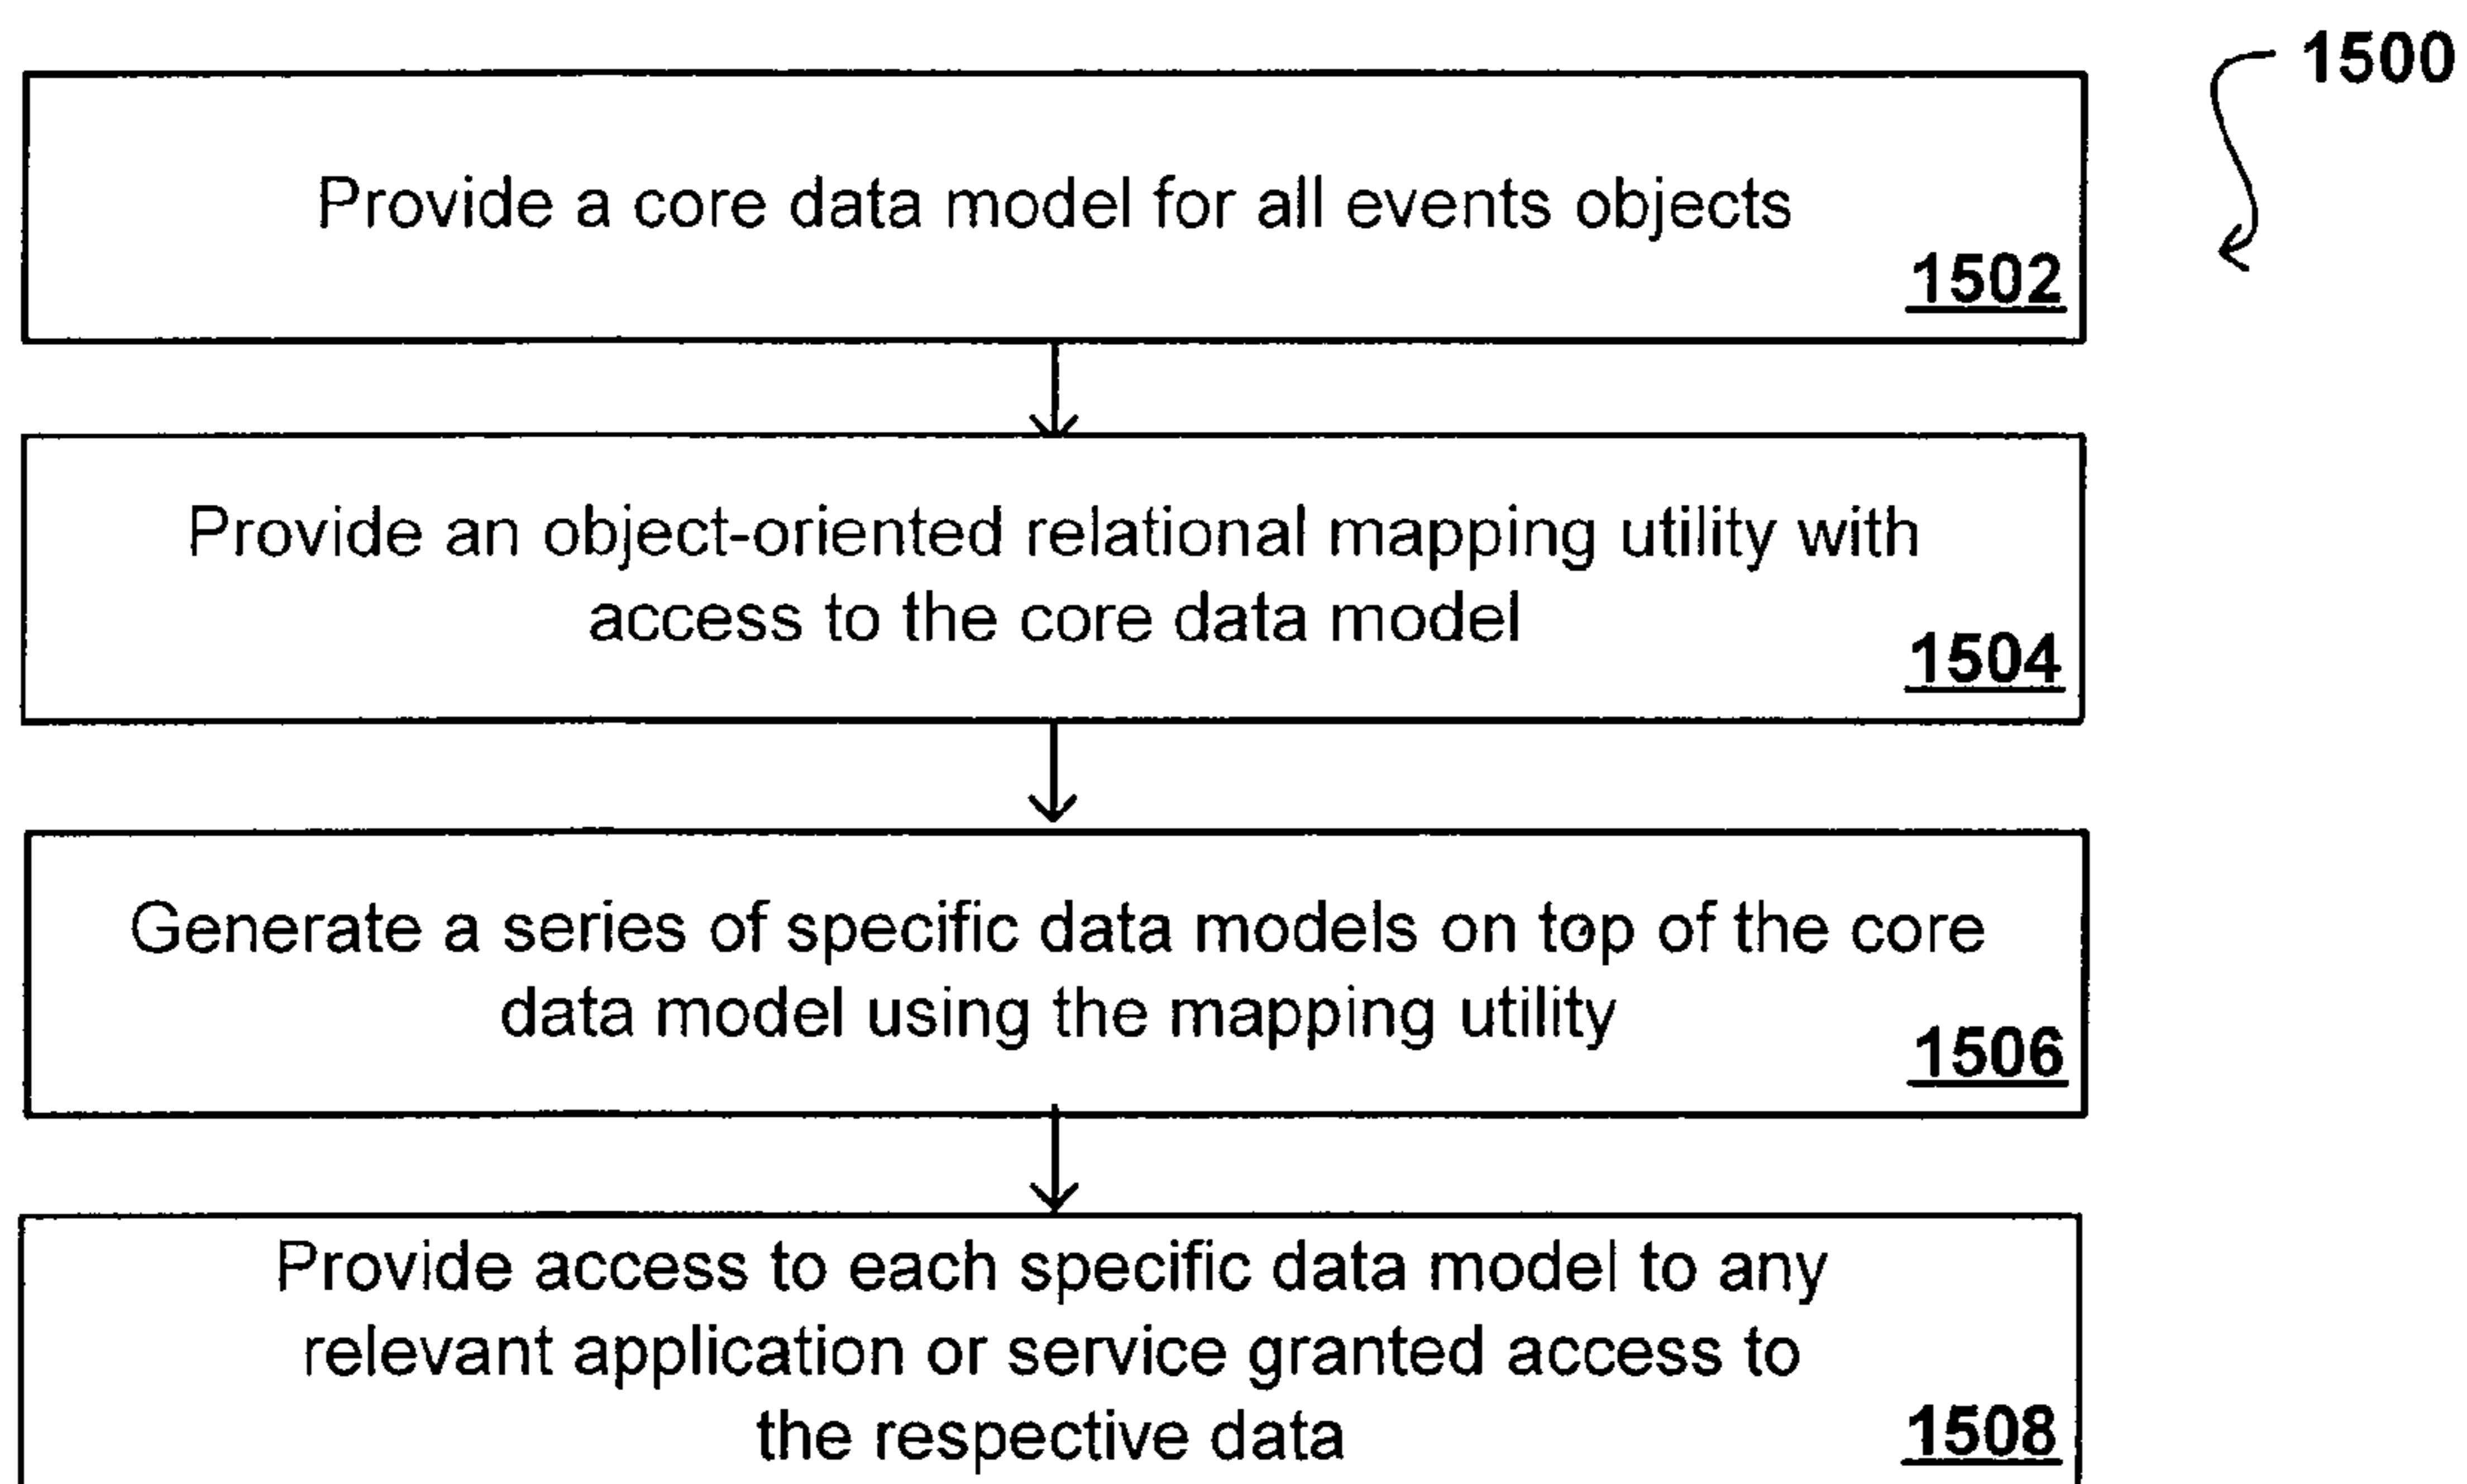 1500
Provide a core data model for all events objects
1502
Provide an object-oriented relational mapping utility with
access to the core data model
1504
Generate a series of specific data models on top of the core
data model using the mapping utility
1506
Provide access to each specific data model to any
relevant application or service granted access to
the respective data
1508